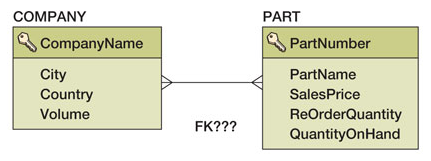 COMPANY
CompanyName
City
Country
Volume
FK???
PART
PartNumber
PartName
SalesPrice
ReOrderQuantity
QuantityOnHand